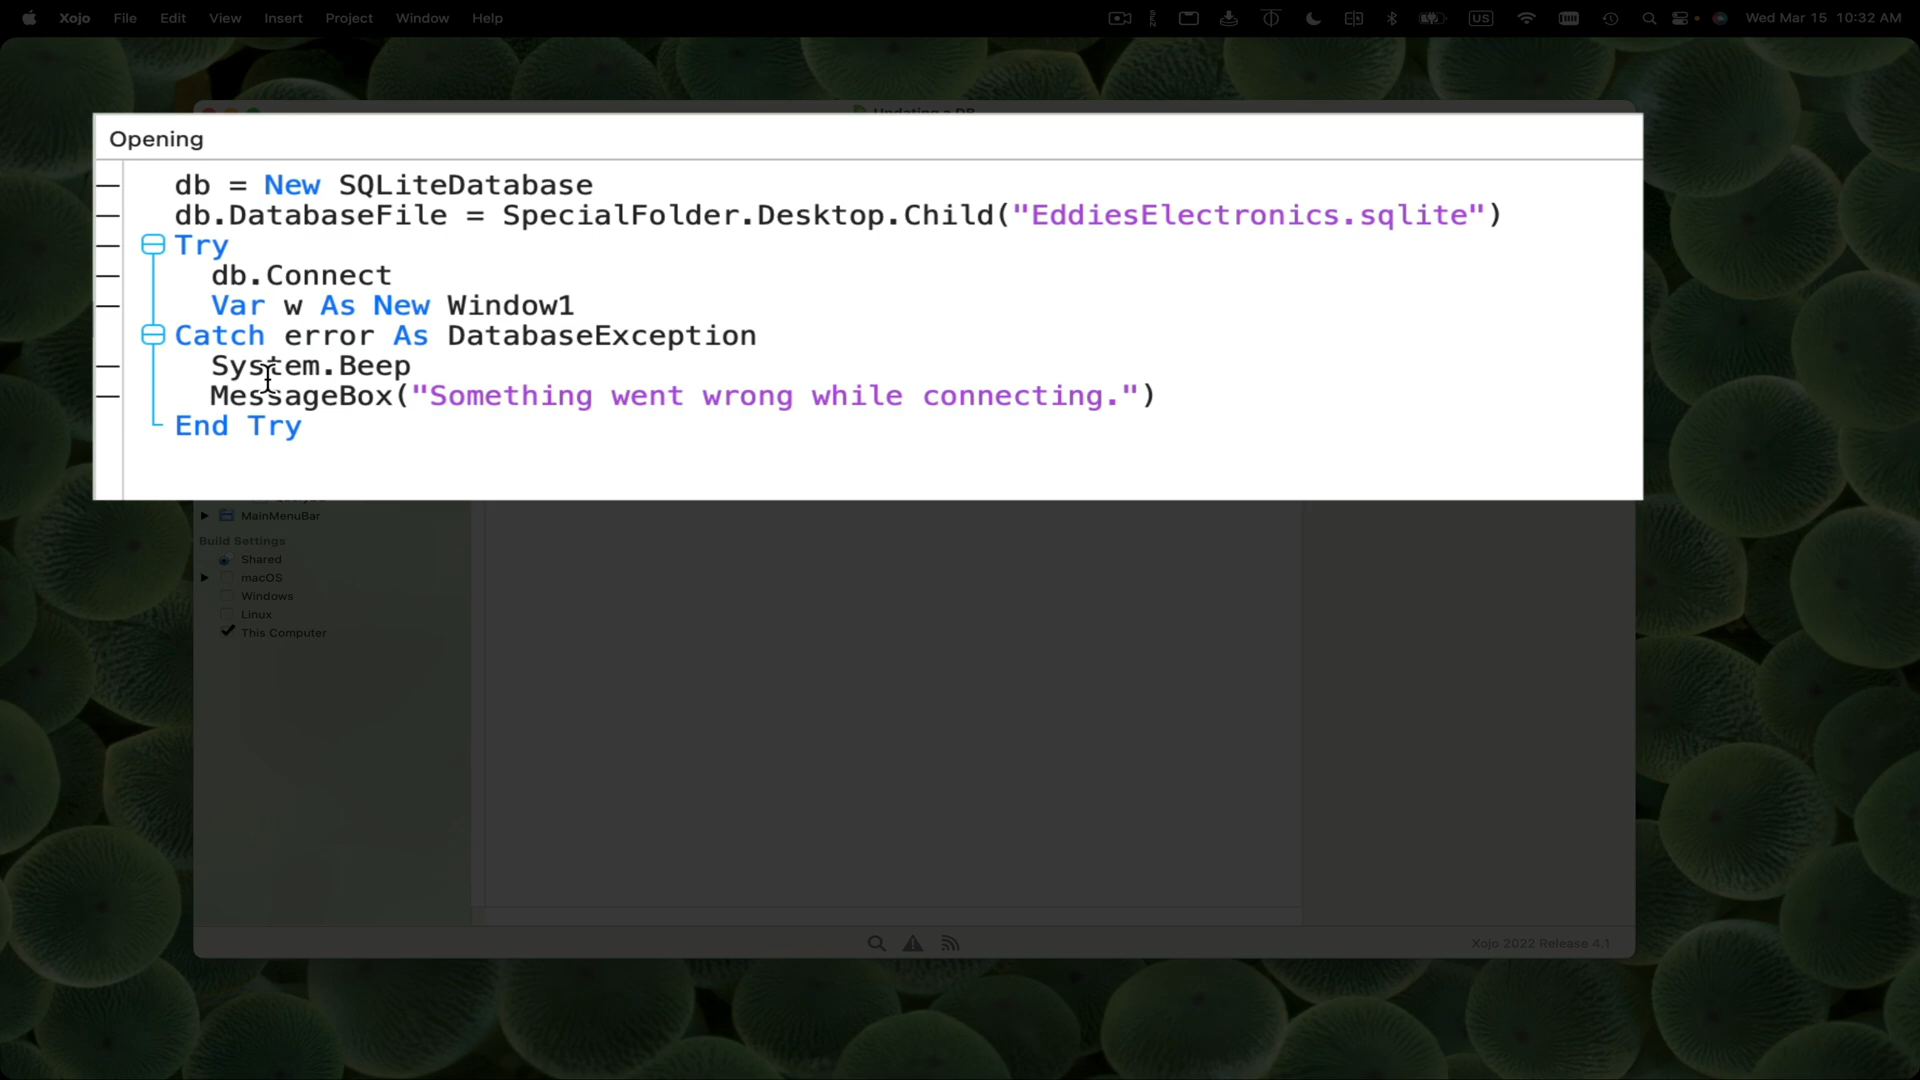 Xojo File Edit View Insert Project Window Help
US Wed Mar 15 10:32 AM
Updating a DB
Opening
db = New SQLiteDatabase
db.DatabaseFile = SpecialFolder.Desktop.Child("EddiesElectronics.sqlite")
Try
db.Connect
Var w As New Window1
Catch error As DatabaseException
System.Beep
MessageBox("Something went wrong while connecting.")
End Try
MainMenuBar
Build Settings
Shared
macOS
Windows
Linux
This Computer
Xojo 2022 Release 4.1